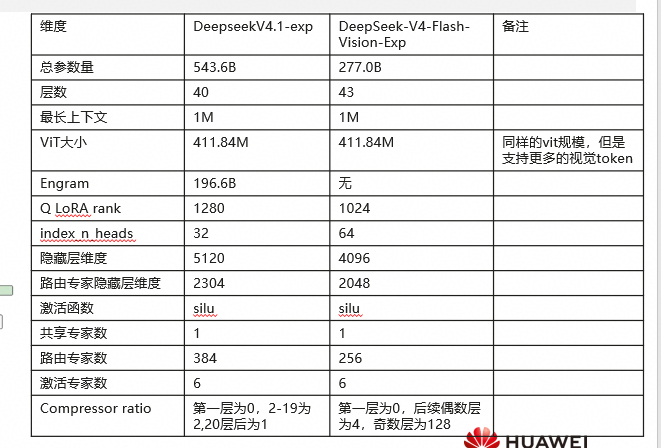 维度 DeepseekV4.1-exp DeepSeek-V4-Flash-Vision-Exp 备注
总参数量 543.6B 277.0B
层数 40 43
最长上下文 1M 1M
ViT大小 411.84M 411.84M 同样的vit规模，但是支持更多的视觉token
Engram 196.6B 无
Q LoRA rank 1280 1024
index_n_heads 32 64
隐藏层维度 5120 4096
路由专家隐藏层维度 2304 2048
激活函数 silu silu
共享专家数 1 1
路由专家数 384 256
激活专家数 6 6
Compressor ratio 第一层为0，2-19为2,20层后为1 第一层为0，后续偶数层为4，奇数层为128
HUAWEI